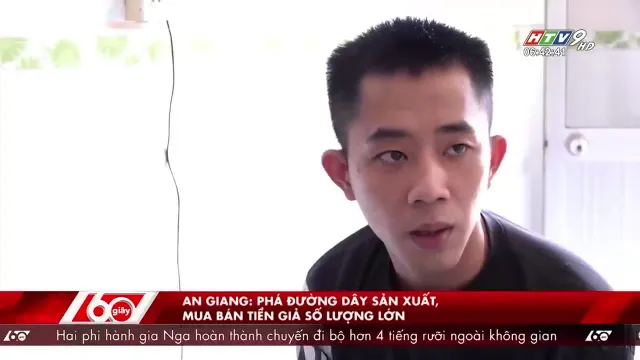 HTV9 HD
06:42:41
60 giây
AN GIANG: PHÁ ĐƯỜNG DÂY SẢN XUẤT,
MUA BÁN TIỀN GIẢ SỐ LƯỢNG LỚN
60 Hai phi hành gia Nga hoàn thành chuyến đi bộ hơn 4 tiếng rưỡi ngoài không gian 60